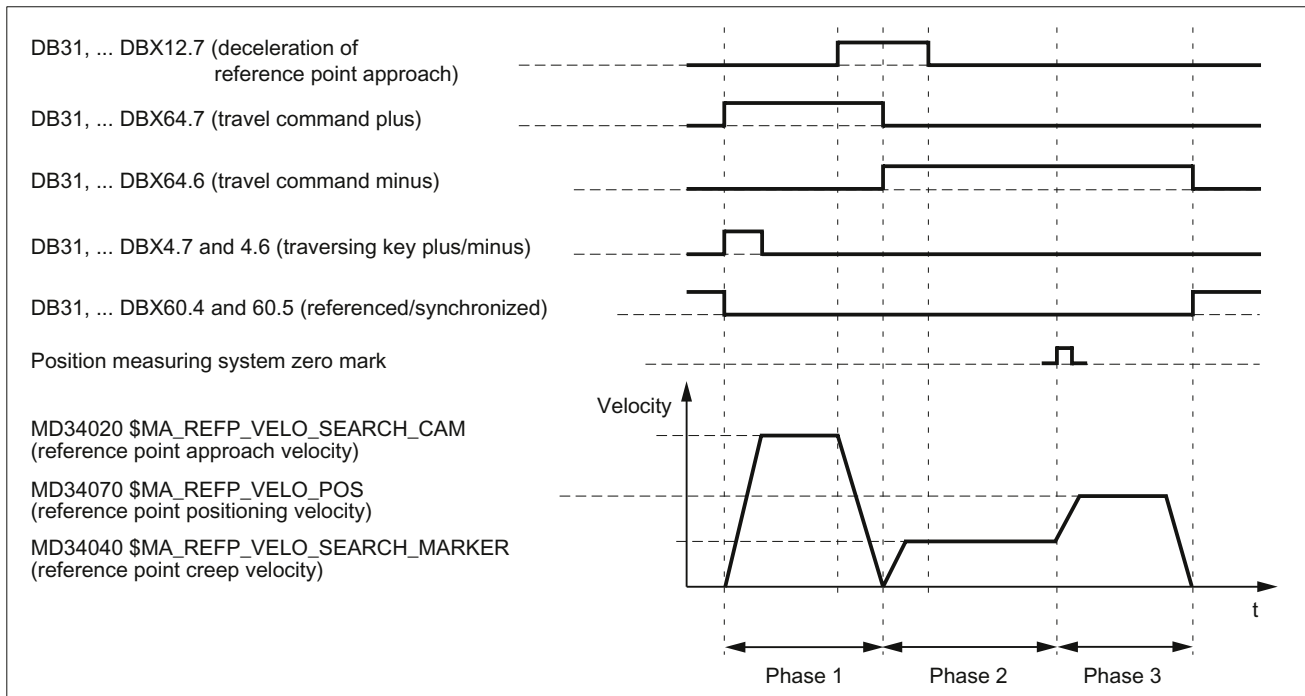 DB31, ... DBX12.7 (deceleration of
reference point approach)
DB31, ... DBX64.7 (travel command plus)
DB31, ... DBX64.6 (travel command minus)
DB31, ... DBX4.7 and 4.6 (traversing key plus/minus)
DB31, ... DBX60.4 and 60.5 (referenced/synchronized)
Position measuring system zero mark
Velocity
MD34020 $MA_REFP_VELO_SEARCH_CAM
(reference point approach velocity)
MD34070 $MA_REFP_VELO_POS
(reference point positioning velocity)
MD34040 $MA_REFP_VELO_SEARCH_MARKER
(reference point creep velocity)
t
Phase 1 Phase 2 Phase 3